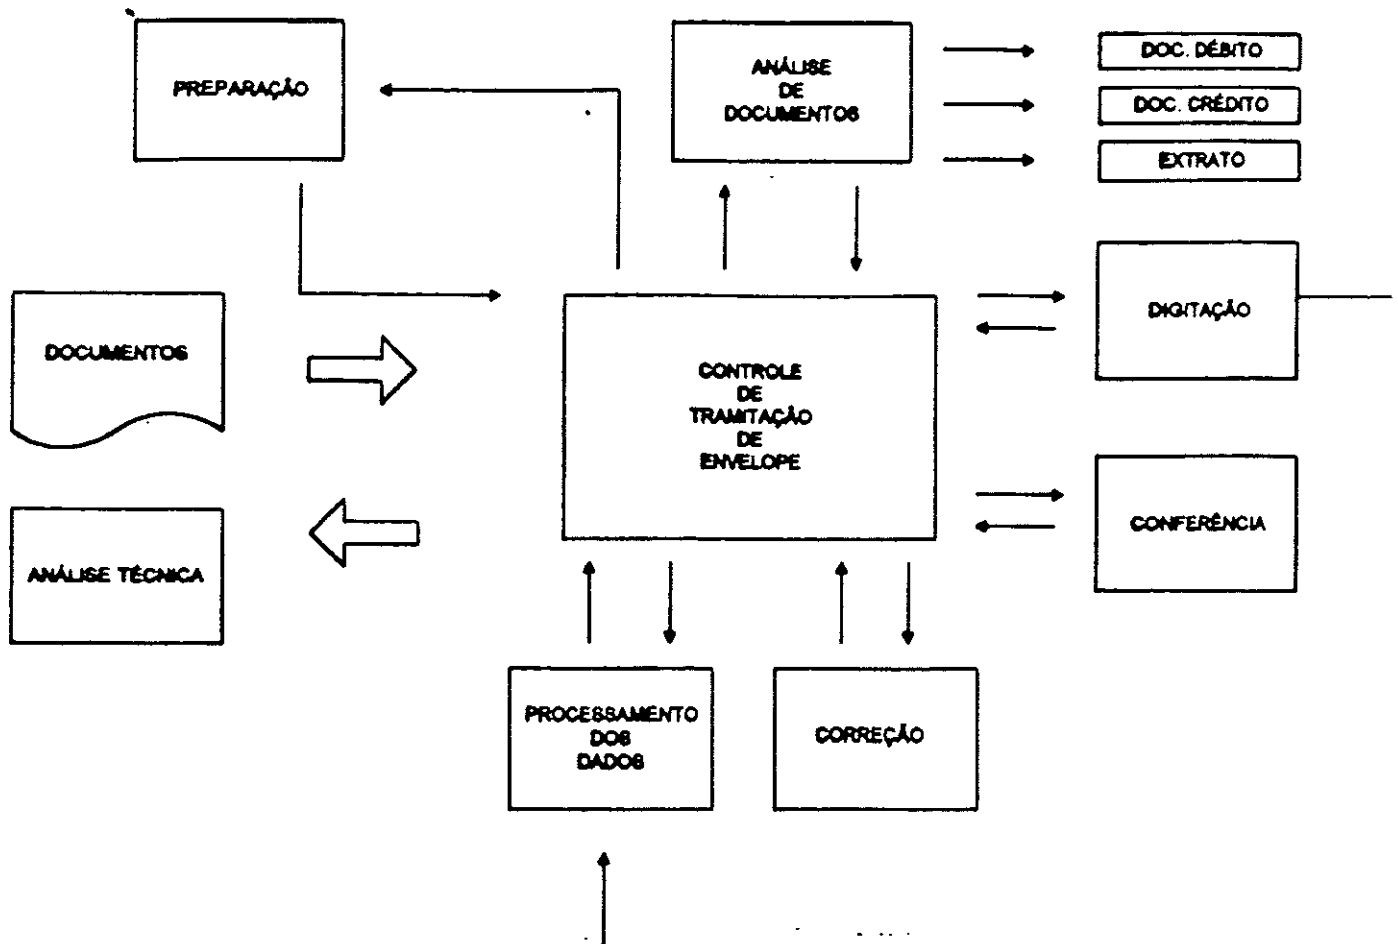 PREPARAÇÃO
ANÁLISE
DE
DOCUMENTOS
DOC. DÉBITO
DOC. CRÉDITO
EXTRATO
DOCUMENTOS
DIGITAÇÃO
CONTROLE
DE
TRAMITAÇÃO
DE
ENVELOPE
ANÁLISE TÉCNICA
CONFERÊNCIA
PROCESSAMENTO
DOS
DADOS
CORREÇÃO